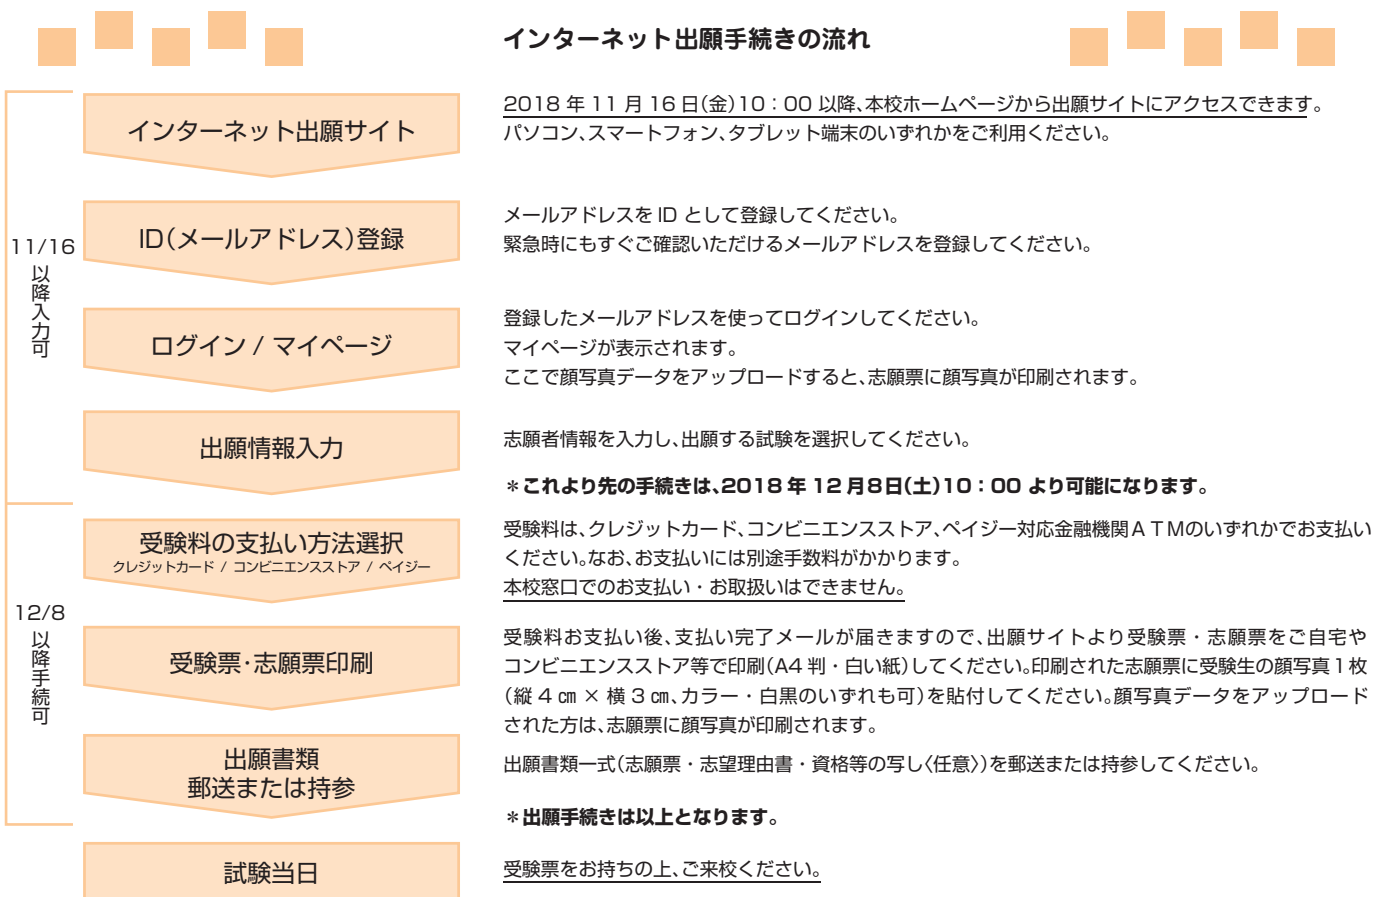 インターネット出願手続きの流れ
11/16
以降入力可
インターネット出願サイト
2018 年 11 月 16 日(金)10：00 以降、本校ホームページから出願サイトにアクセスできます。
パソコン、スマートフォン、タブレット端末のいずれかをご利用ください。
ID(メールアドレス)登録
メールアドレスを ID として登録してください。
緊急時にもすぐご確認いただけるメールアドレスを登録してください。
ログイン / マイページ
登録したメールアドレスを使ってログインしてください。
マイページが表示されます。
ここで顔写真データをアップロードすると、志願票に顔写真が印刷されます。
出願情報入力
志願者情報を入力し、出願する試験を選択してください。
＊これより先の手続きは、2018 年 12 月8日(土)10：00 より可能になります。
12/8
以降手続可
受験料の支払い方法選択
クレジットカード / コンビニエンスストア / ペイジー
受験料は、クレジットカード、コンビニエンスストア、ペイジー対応金融機関ＡＴＭのいずれかでお支払い
ください。なお、お支払いには別途手数料がかかります。
本校窓口でのお支払い・お取扱いはできません。
受験票・志願票印刷
受験料お支払い後、支払い完了メールが届きますので、出願サイトより受験票・志願票をご自宅や
コンビニエンスストア等で印刷(A4 判・白い紙)してください。印刷された志願票に受験生の顔写真１枚
(縦 4 ㎝ × 横 3 ㎝、カラー・白黒のいずれも可)を貼付してください。顔写真データをアップロード
された方は、志願票に顔写真が印刷されます。
出願書類
郵送または持参
出願書類一式(志願票・志望理由書・資格等の写し〈任意〉)を郵送または持参してください。
＊出願手続きは以上となります。
試験当日
受験票をお持ちの上、ご来校ください。